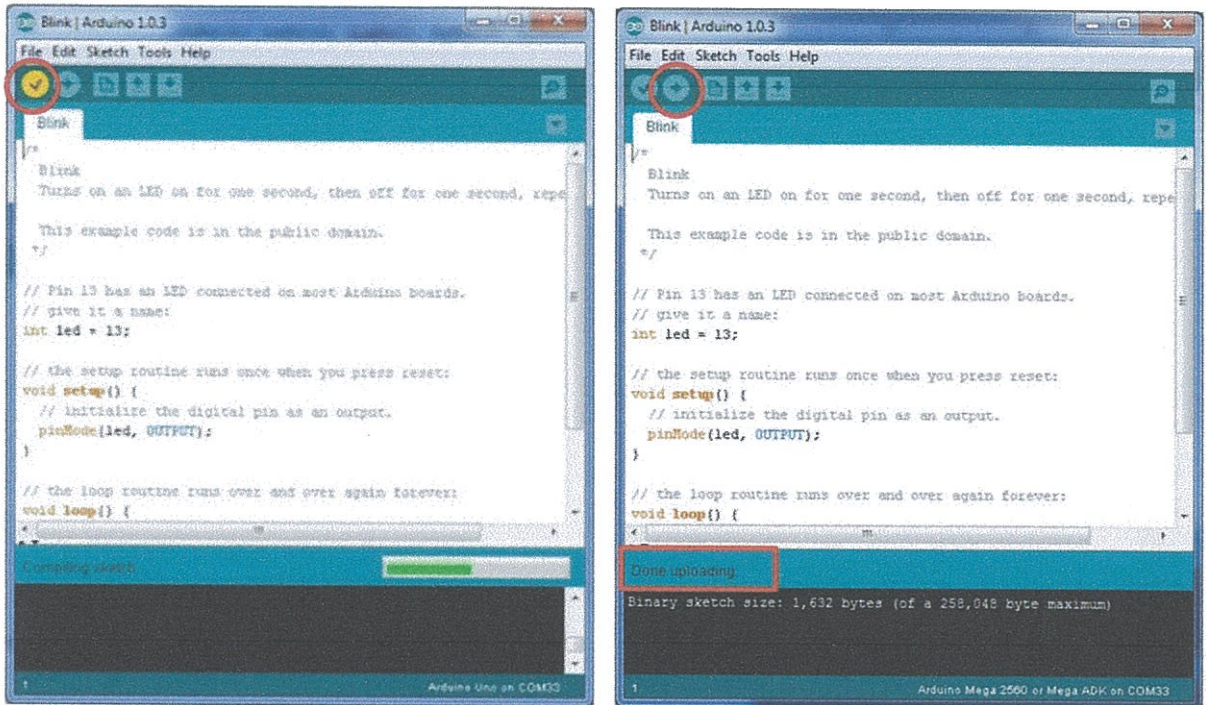 Blink | Arduino 1.0.3
File Edit Sketch Tools Help
Blink
/*
Blink
Turns on an LED on for one second, then off for one second, repe
This example code is in the public domain.
*/
// Pin 13 has an LED connected on most Arduino boards.
// give it a name:
int led = 13;
// the setup routine runs once when you press reset:
void setup() {
// initialize the digital pin as an output.
pinMode(led, OUTPUT);
}
// the loop routine runs over and over again forever:
void loop() {
Compiling sketch
1
Arduino Uno on COM33
Blink | Arduino 1.0.3
File Edit Sketch Tools Help
Blink
/*
Blink
Turns on an LED on for one second, then off for one second, repe
This example code is in the public domain.
*/
// Pin 13 has an LED connected on most Arduino boards.
// give it a name:
int led = 13;
// the setup routine runs once when you press reset:
void setup() {
// initialize the digital pin as an output.
pinMode(led, OUTPUT);
}
// the loop routine runs over and over again forever:
void loop() {
Done uploading.
Binary sketch size: 1,632 bytes (of a 258,048 byte maximum)
1
Arduino Mega 2560 or Mega ADK on COM33